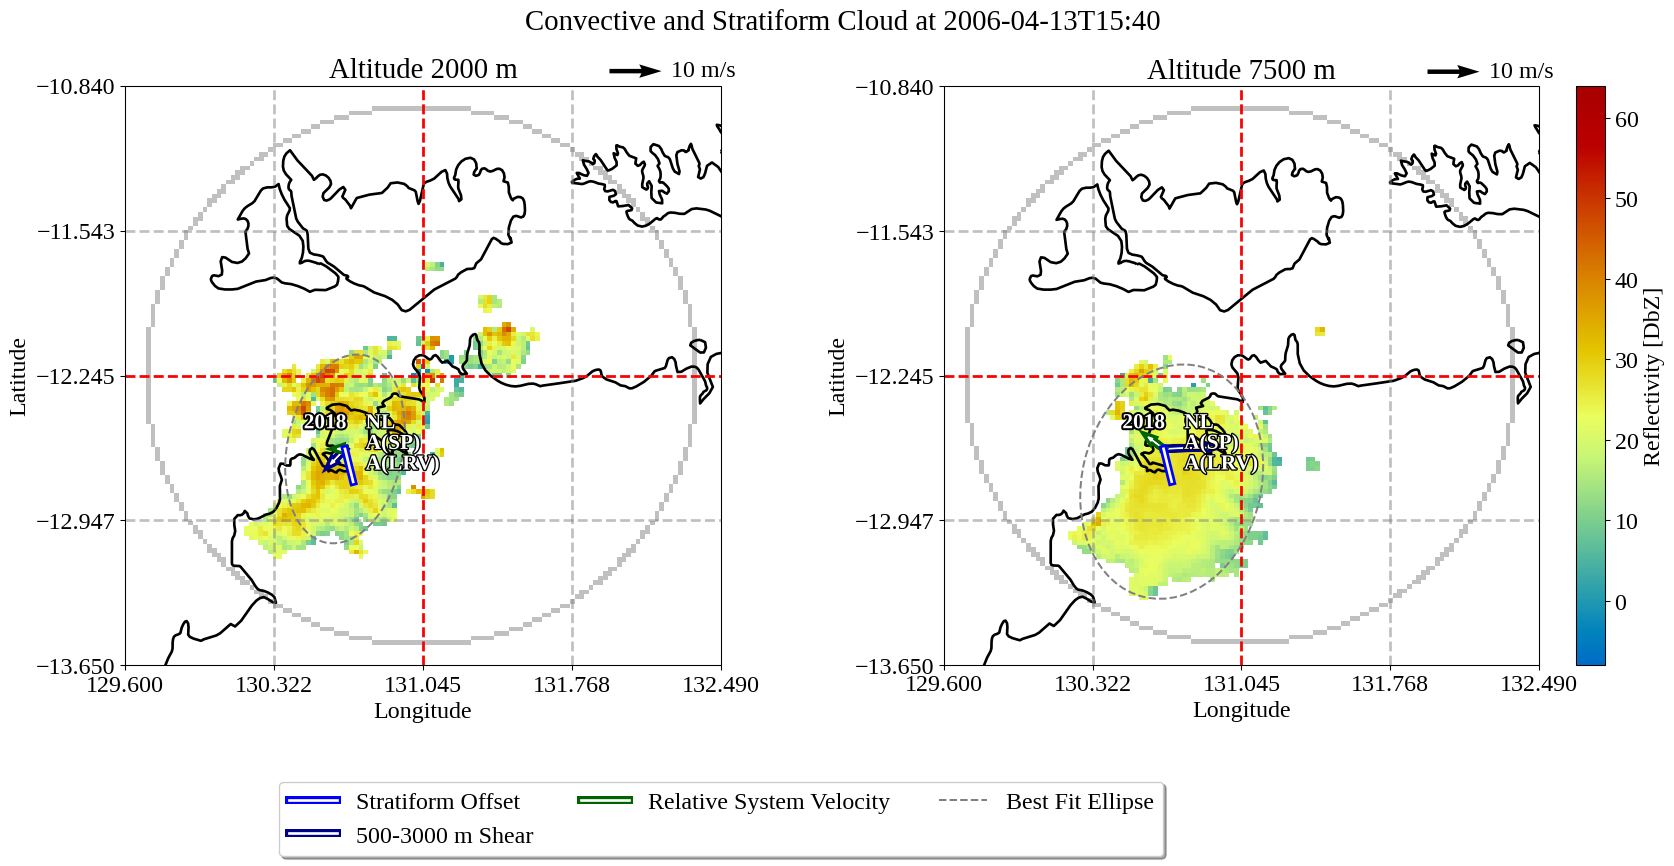 Convective and Stratiform Cloud at 2006-04-13T15:40
Altitude 2000 m
10 m/s
−10.840
−11.543
−12.245
−12.947
−13.650
Latitude
129.600 130.322 131.045 131.768 132.490
Longitude
2018
NL
A(SP)
A(LRV)
Altitude 7500 m
10 m/s
−10.840
−11.543
−12.245
−12.947
−13.650
Latitude
129.600 130.322 131.045 131.768 132.490
Longitude
2018
NL
A(SP)
A(LRV)
60
50
40
30
20
10
0
Reflectivity [DbZ]
Stratiform Offset
500-3000 m Shear
Relative System Velocity
Best Fit Ellipse